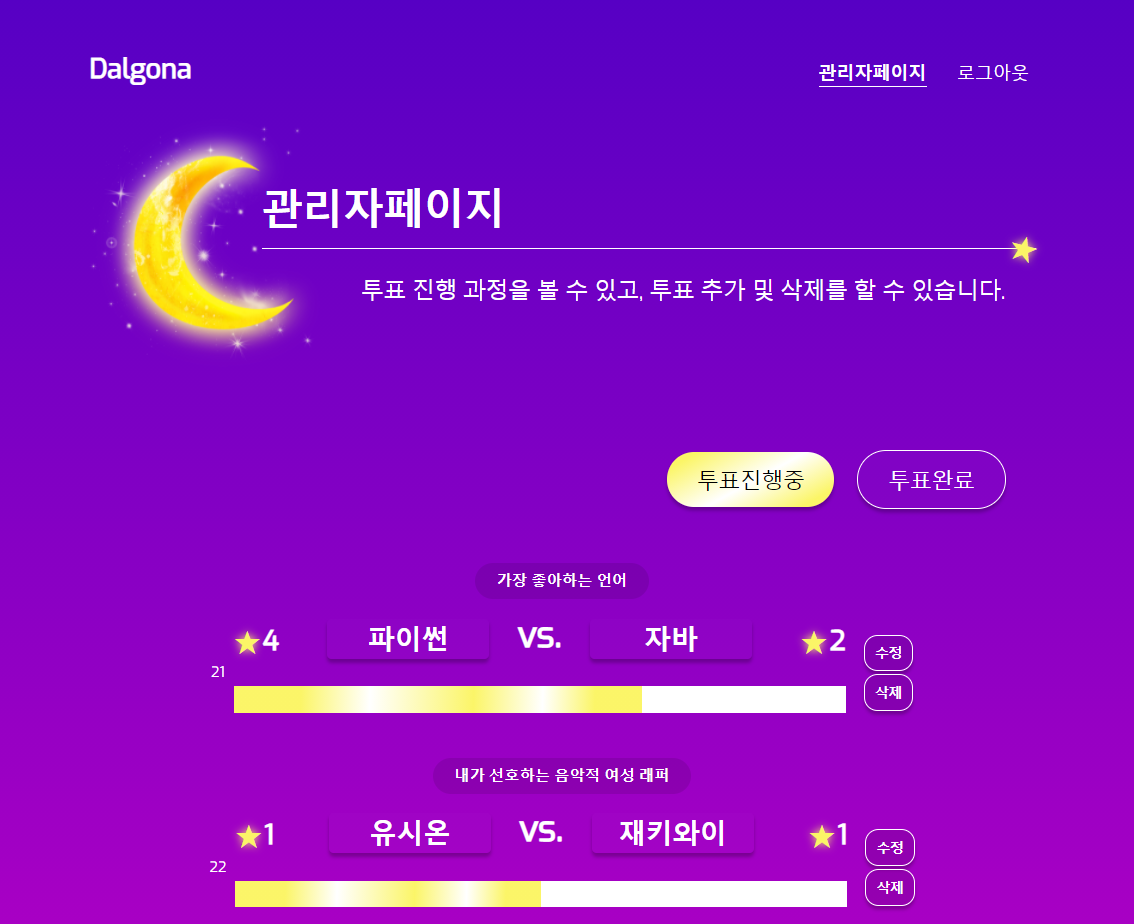 Dalgona
관리자페이지
로그아웃
관리자페이지
투표 진행 과정을 볼 수 있고, 투표 추가 및 삭제를 할 수 있습니다.
투표진행중
투표완료
가장 좋아하는 언어
4
파이썬
VS.
자바
2
수정
21
삭제
내가 선호하는 음악적 여성 래퍼
1
유시온
VS.
재키와이
1
수정
22
삭제